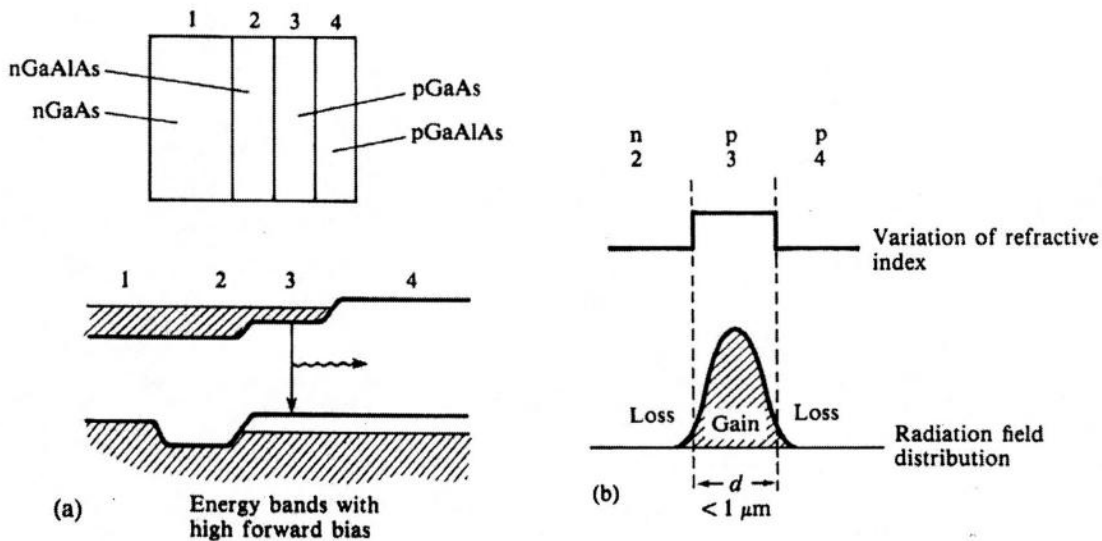 1 2 3 4
nGaAlAs
nGaAs
pGaAs
pGaAlAs
1 2 3 4
(a)
Energy bands with
high forward bias
n p p
2 3 4
Variation of refractive
index
Loss Gain Loss
Radiation field
distribution
d
< 1 μm
(b)